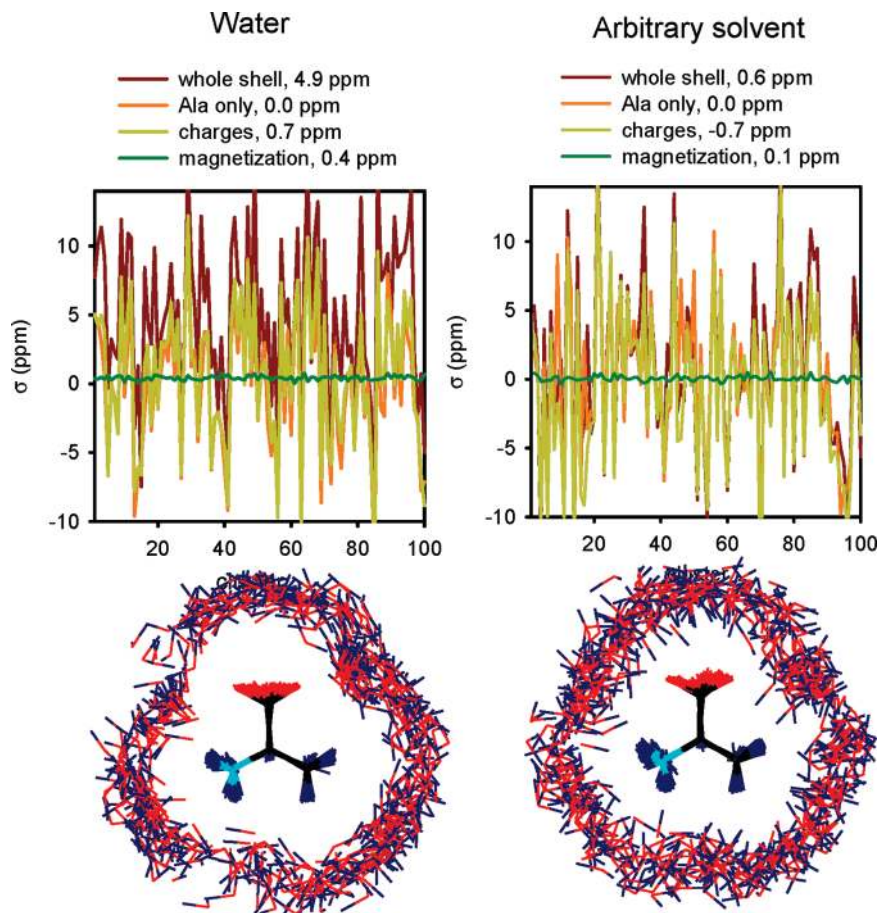 Water
whole shell, 4.9 ppm
Ala only, 0.0 ppm
charges, 0.7 ppm
magnetization, 0.4 ppm
σ (ppm)
10
5
0
-5
-10
20
40
60
80
100
Arbitrary solvent
whole shell, 0.6 ppm
Ala only, 0.0 ppm
charges, -0.7 ppm
magnetization, 0.1 ppm
σ (ppm)
10
5
0
-5
-10
20
40
60
80
100